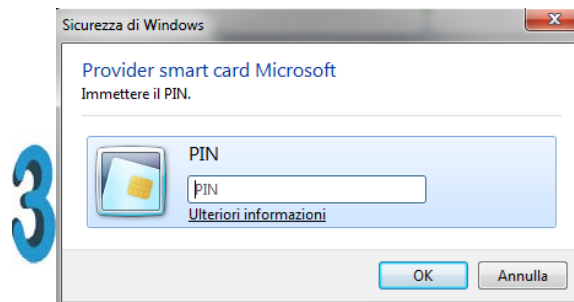 Sicurezza di Windows
Provider smart card Microsoft
Immettere il PIN.
PIN
PIN
Ulteriori informazioni
3
OK Annulla